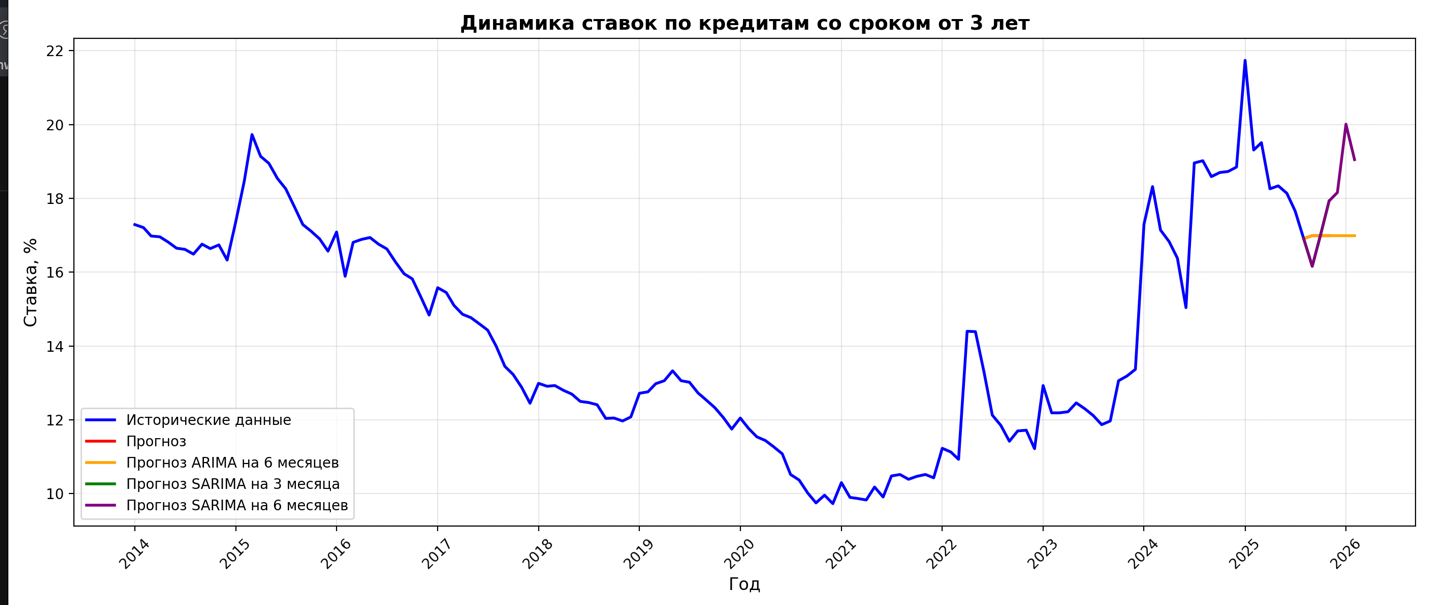 Динамика ставок по кредитам со сроком от 3 лет
22
20
18
16
14
12
10
Ставка, %
Исторические данные
Прогноз
Прогноз ARIMA на 6 месяцев
Прогноз SARIMA на 3 месяца
Прогноз SARIMA на 6 месяцев
2014
2015
2016
2017
2018
2019
2020
2021
2022
2023
2024
2025
2026
Год